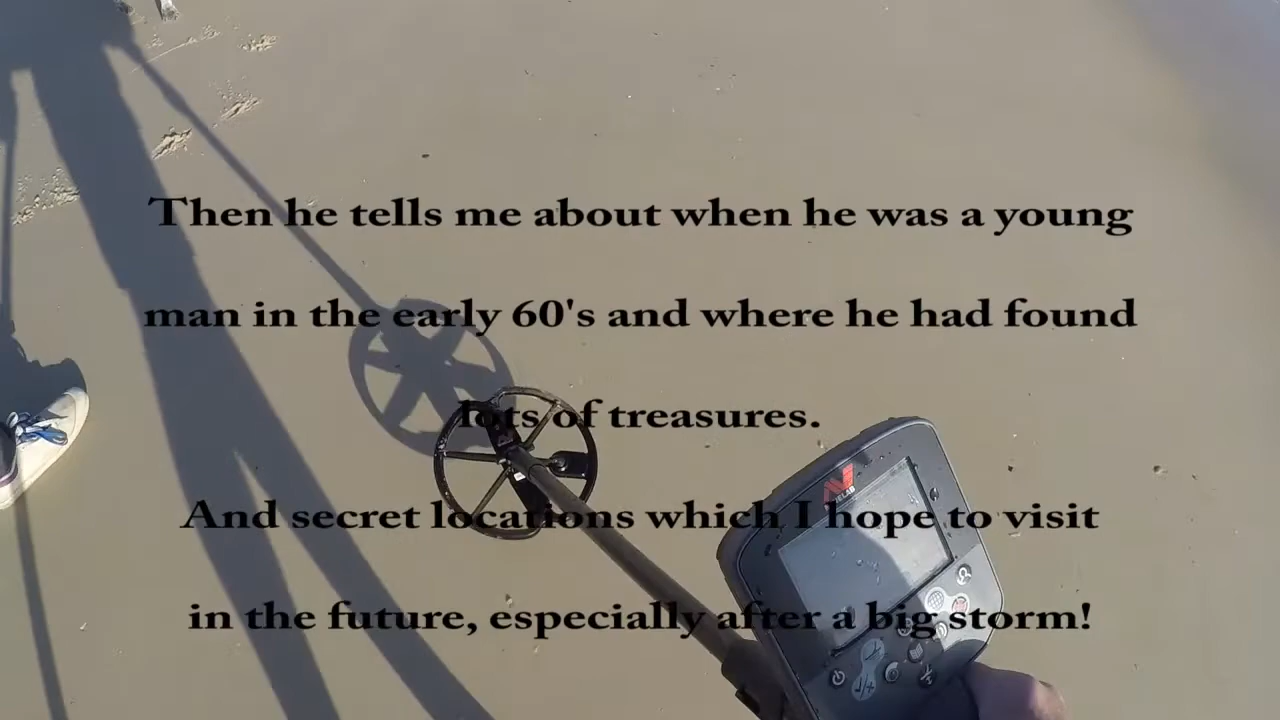 Then he tells me about when he was a young
man in the early 60's and where he had found
lots of treasures.
And secret locations which I hope to visit
in the future, especially after a big storm!